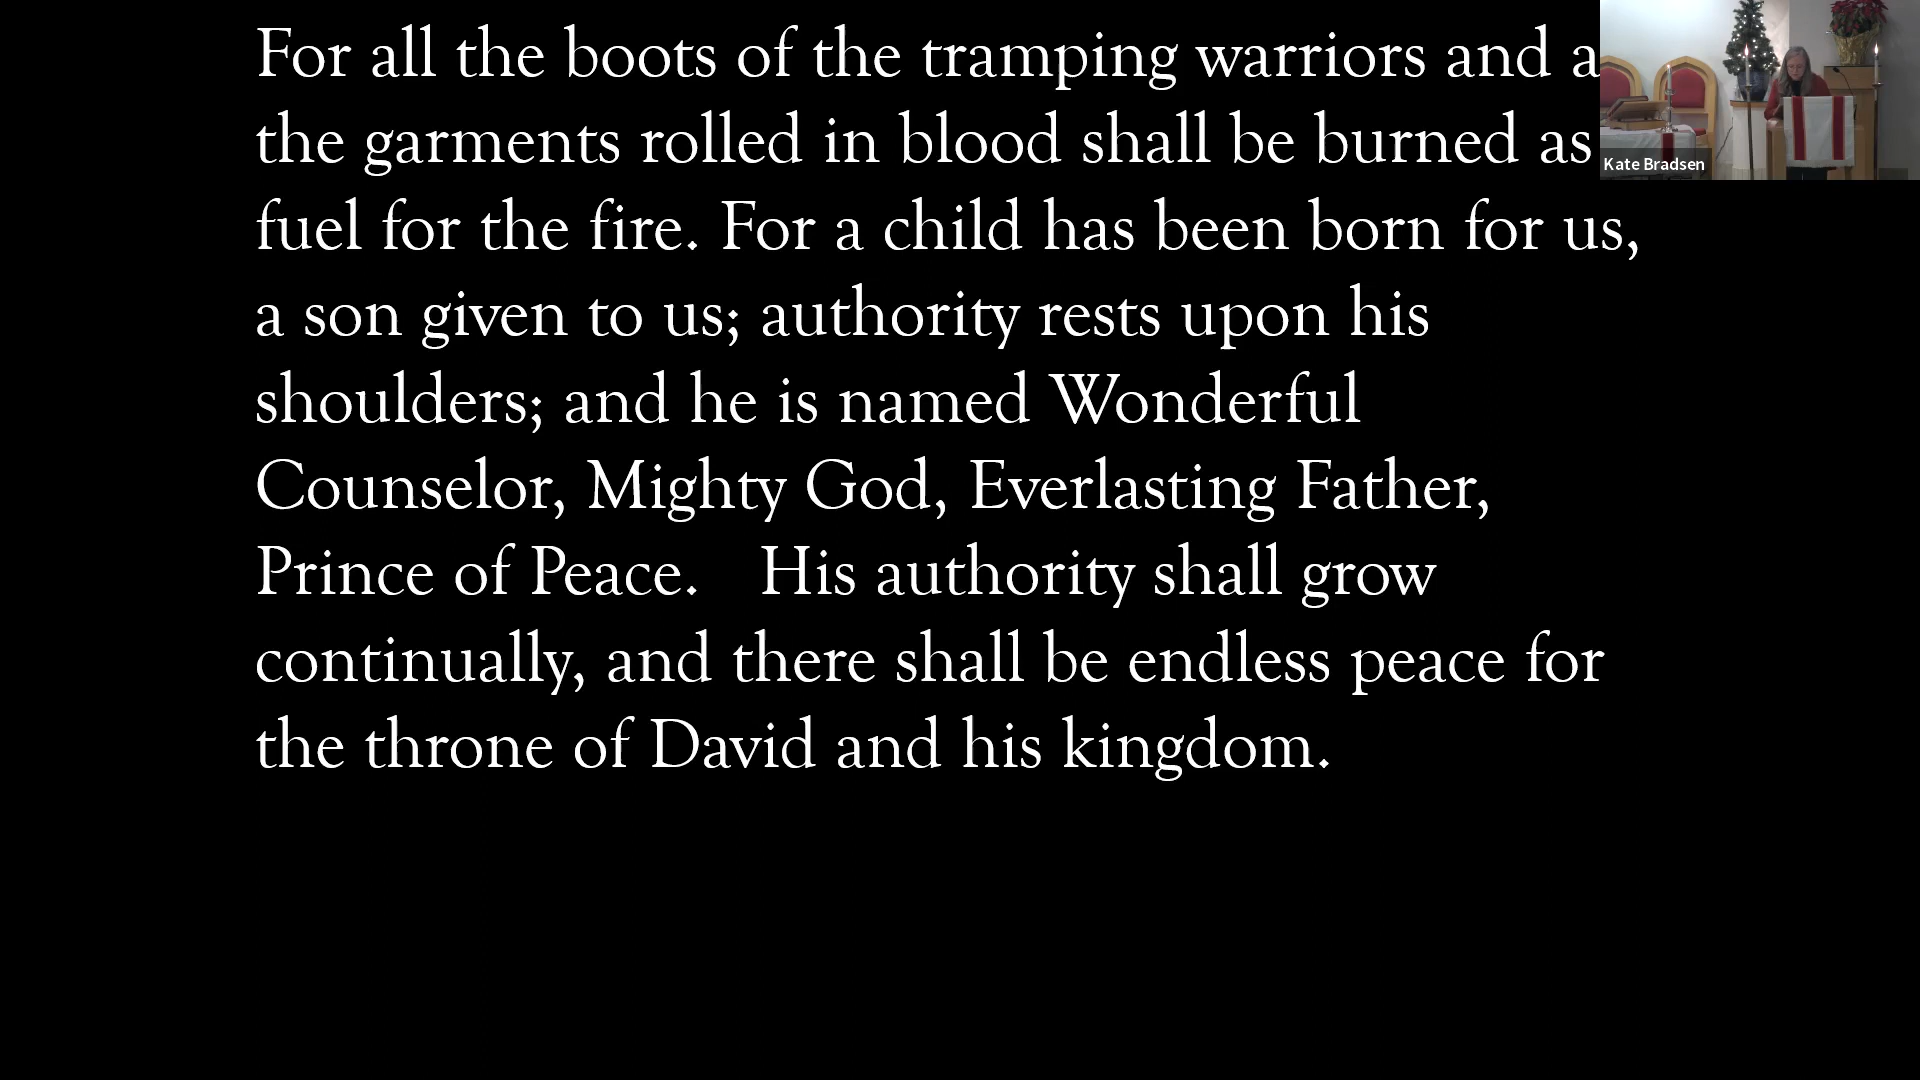 For all the boots of the tramping warriors and a
the garments rolled in blood shall be burned as
fuel for the fire. For a child has been born for us,
a son given to us; authority rests upon his
shoulders; and he is named Wonderful
Counselor, Mighty God, Everlasting Father,
Prince of Peace. His authority shall grow
continually, and there shall be endless peace for
the throne of David and his kingdom.
Kate Bradsen